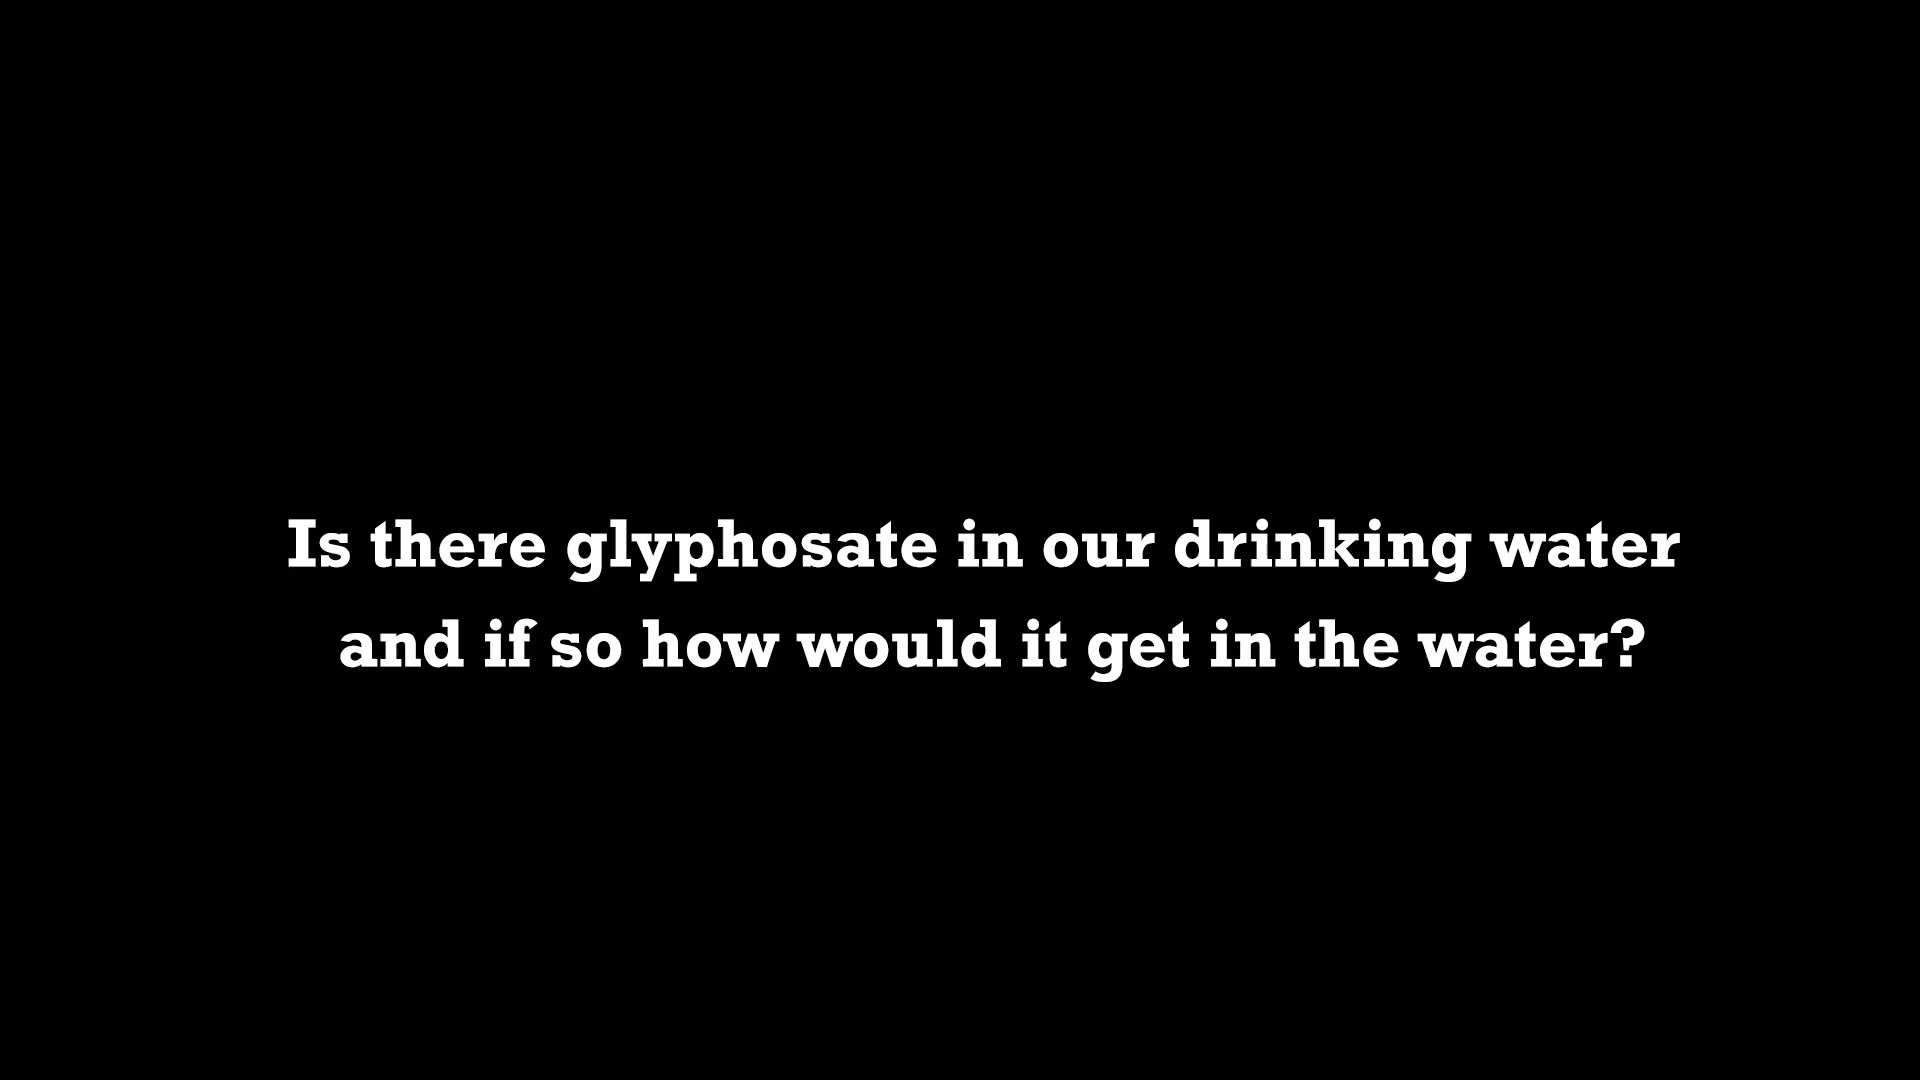 Is there glyphosate in our drinking water
and if so how would it get in the water?